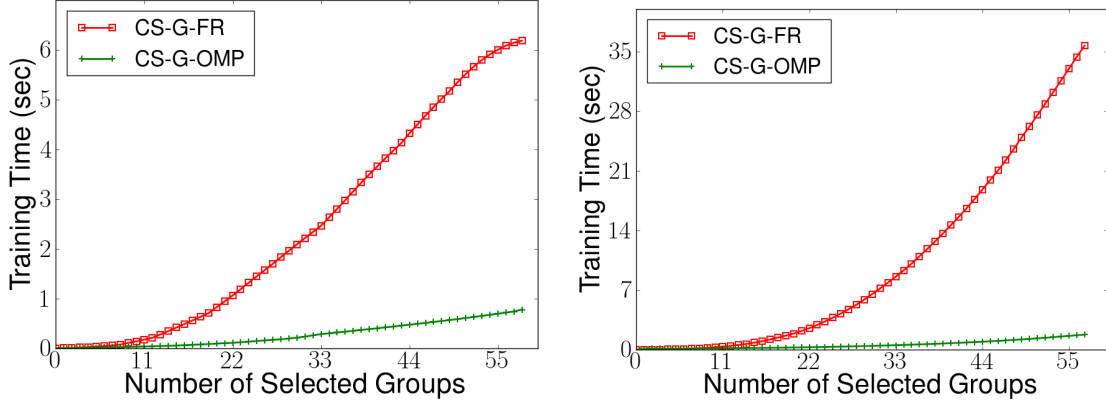 CS-G-FR
CS-G-OMP
Training Time (sec)
6
5
4
3
2
1
0
0 11 22 33 44 55
Number of Selected Groups
CS-G-FR
CS-G-OMP
Training Time (sec)
35
28
21
14
7
0
0 11 22 33 44 55
Number of Selected Groups